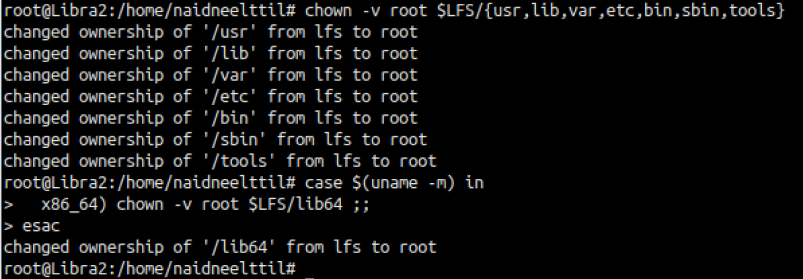 root@Libra2:/home/naidneelttil# chown -v root $LFS/{usr,lib,var,etc,bin,sbin,tools}
changed ownership of '/usr' from lfs to root
changed ownership of '/lib' from lfs to root
changed ownership of '/var' from lfs to root
changed ownership of '/etc' from lfs to root
changed ownership of '/bin' from lfs to root
changed ownership of '/sbin' from lfs to root
changed ownership of '/tools' from lfs to root
root@Libra2:/home/naidneelttil# case $(uname -m) in
>   x86_64) chown -v root $LFS/lib64 ;;
> esac
changed ownership of '/lib64' from lfs to root
root@Libra2:/home/naidneelttil# _